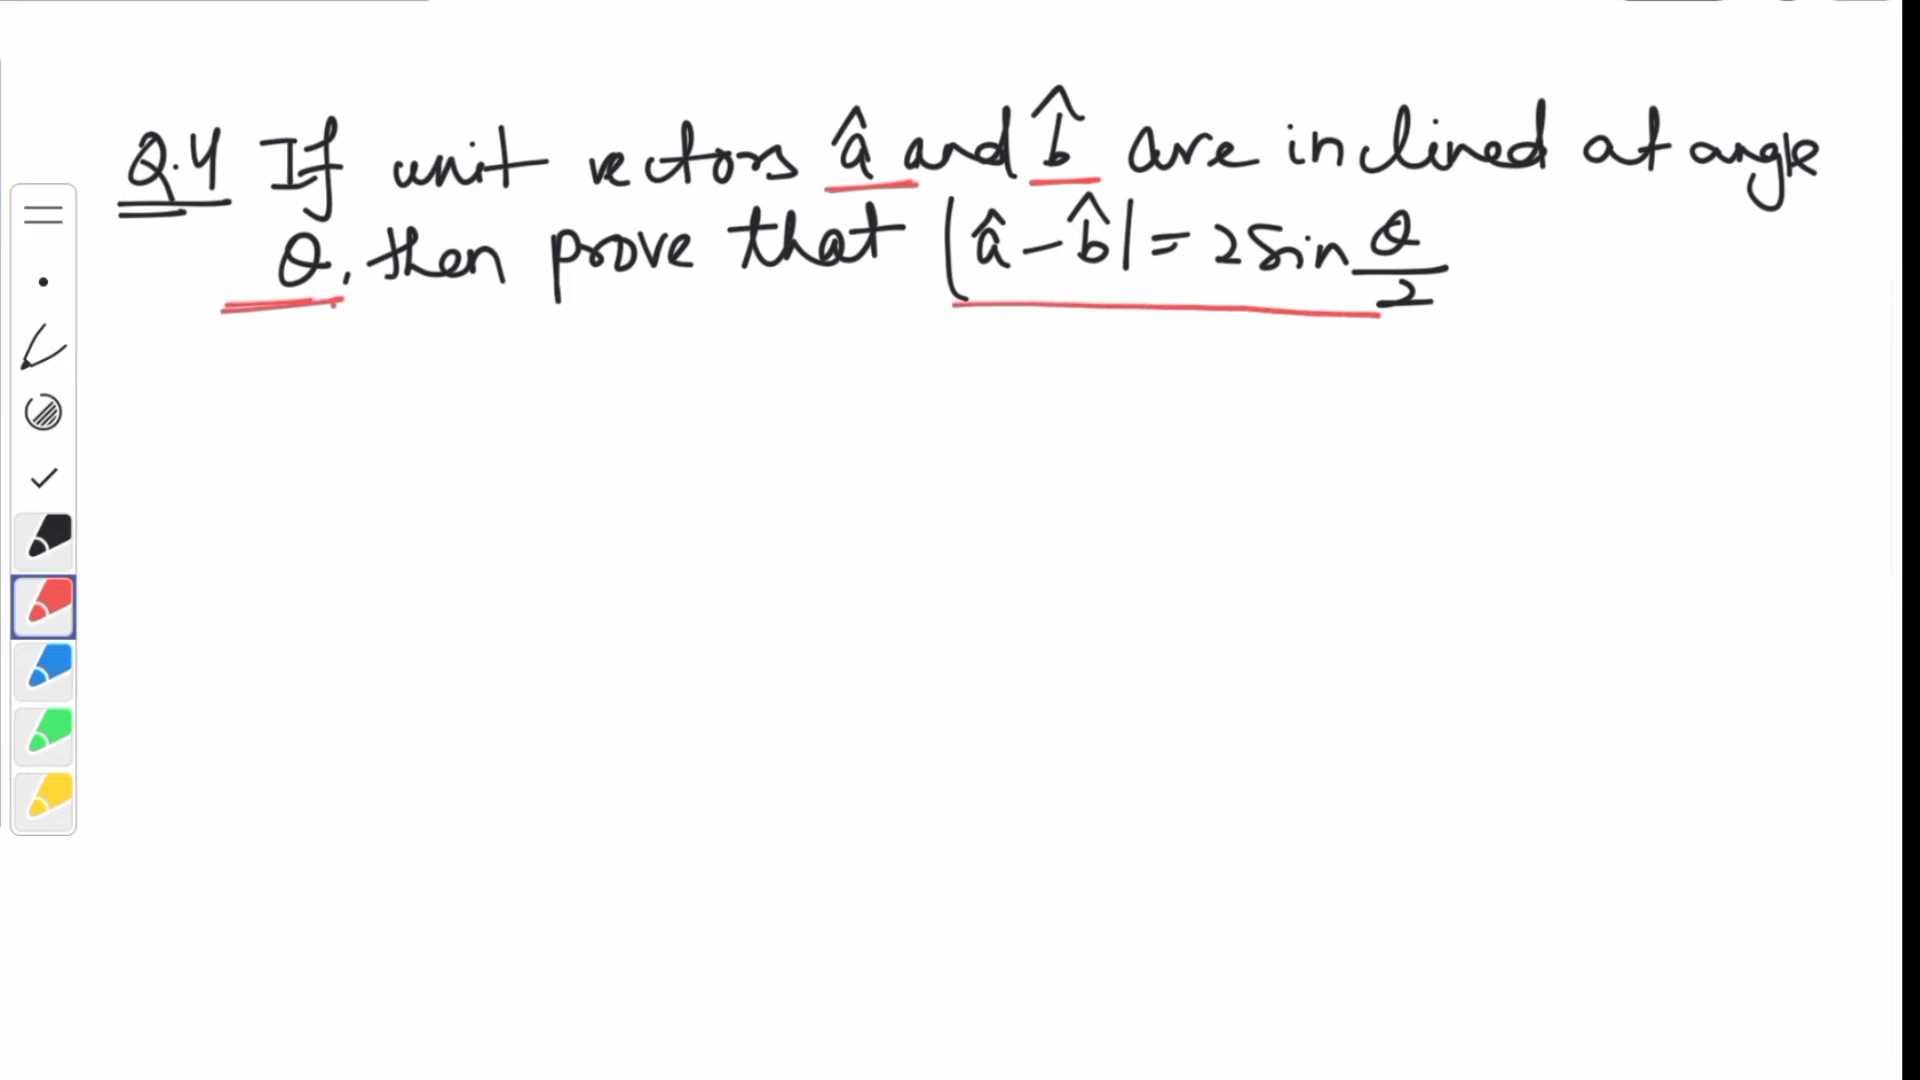 Q.4 If unit vectors â and b̂ are inclined at angle
θ, then prove that |â − b̂| = 2 Sin θ/2